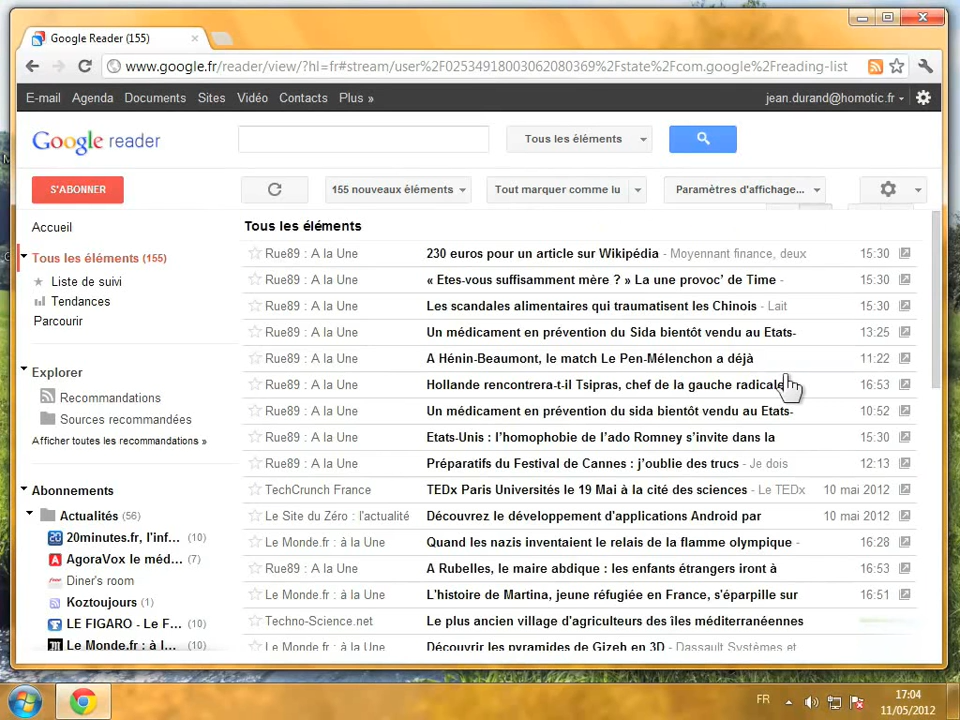 Google Reader (155)
www.google.fr/reader/view/?hl=fr#stream/user%2F02534918003062080369%2Fstate%2Fcom.google%2Freading-list
E-mail Agenda Documents Sites Vidéo Contacts Plus » jean.durand@homotic.fr
Google reader Tous les éléments
S'ABONNER 155 nouveaux éléments Tout marquer comme lu Paramètres d'affichage...
Accueil
Tous les éléments (155)
Liste de suivi
Tendances
Parcourir
Explorer
Recommandations
Sources recommandées
Afficher toutes les recommandations »
Abonnements
Actualités (56)
20minutes.fr, l'inf... (10)
AgoraVox le méd... (7)
Diner's room
Koztoujours (1)
LE FIGARO - Le F... (10)
Le Monde.fr : à l... (10)
Tous les éléments
Rue89 : A la Une 230 euros pour un article sur Wikipédia - Moyennant finance, deux 15:30
Rue89 : A la Une « Etes-vous suffisamment mère ? » La une provoc' de Time - 15:30
Rue89 : A la Une Les scandales alimentaires qui traumatisent les Chinois - Lait 15:30
Rue89 : A la Une Un médicament en prévention du Sida bientôt vendu au Etats- 13:25
Rue89 : A la Une A Hénin-Beaumont, le match Le Pen-Mélenchon a déjà 11:22
Rue89 : A la Une Hollande rencontrera-t-il Tsipras, chef de la gauche radicale 16:53
Rue89 : A la Une Un médicament en prévention du sida bientôt vendu au Etats- 10:52
Rue89 : A la Une Etats-Unis : l'homophobie de l'ado Romney s'invite dans la 15:30
Rue89 : A la Une Préparatifs du Festival de Cannes : j'oublie des trucs - Je dois 12:13
TechCrunch France TEDx Paris Universités le 19 Mai à la cité des sciences - Le TEDx 10 mai 2012
Le Site du Zéro : l'actualité Découvrez le développement d'applications Android par 10 mai 2012
Le Monde.fr : à la Une Quand les nazis inventaient le relais de la flamme olympique - 16:28
Rue89 : A la Une A Rubelles, le maire abdique : les enfants étrangers iront à 16:53
Le Monde.fr : à la Une L'histoire de Martina, jeune réfugiée en France, s'éparpille sur 16:51
Techno-Science.net Le plus ancien village d'agriculteurs des îles méditerranéennes
Le Monde.fr : à la Une Découvrir les pyramides de Gizeh en 3D - Dassault Systèmes et
FR 17:04
11/05/2012